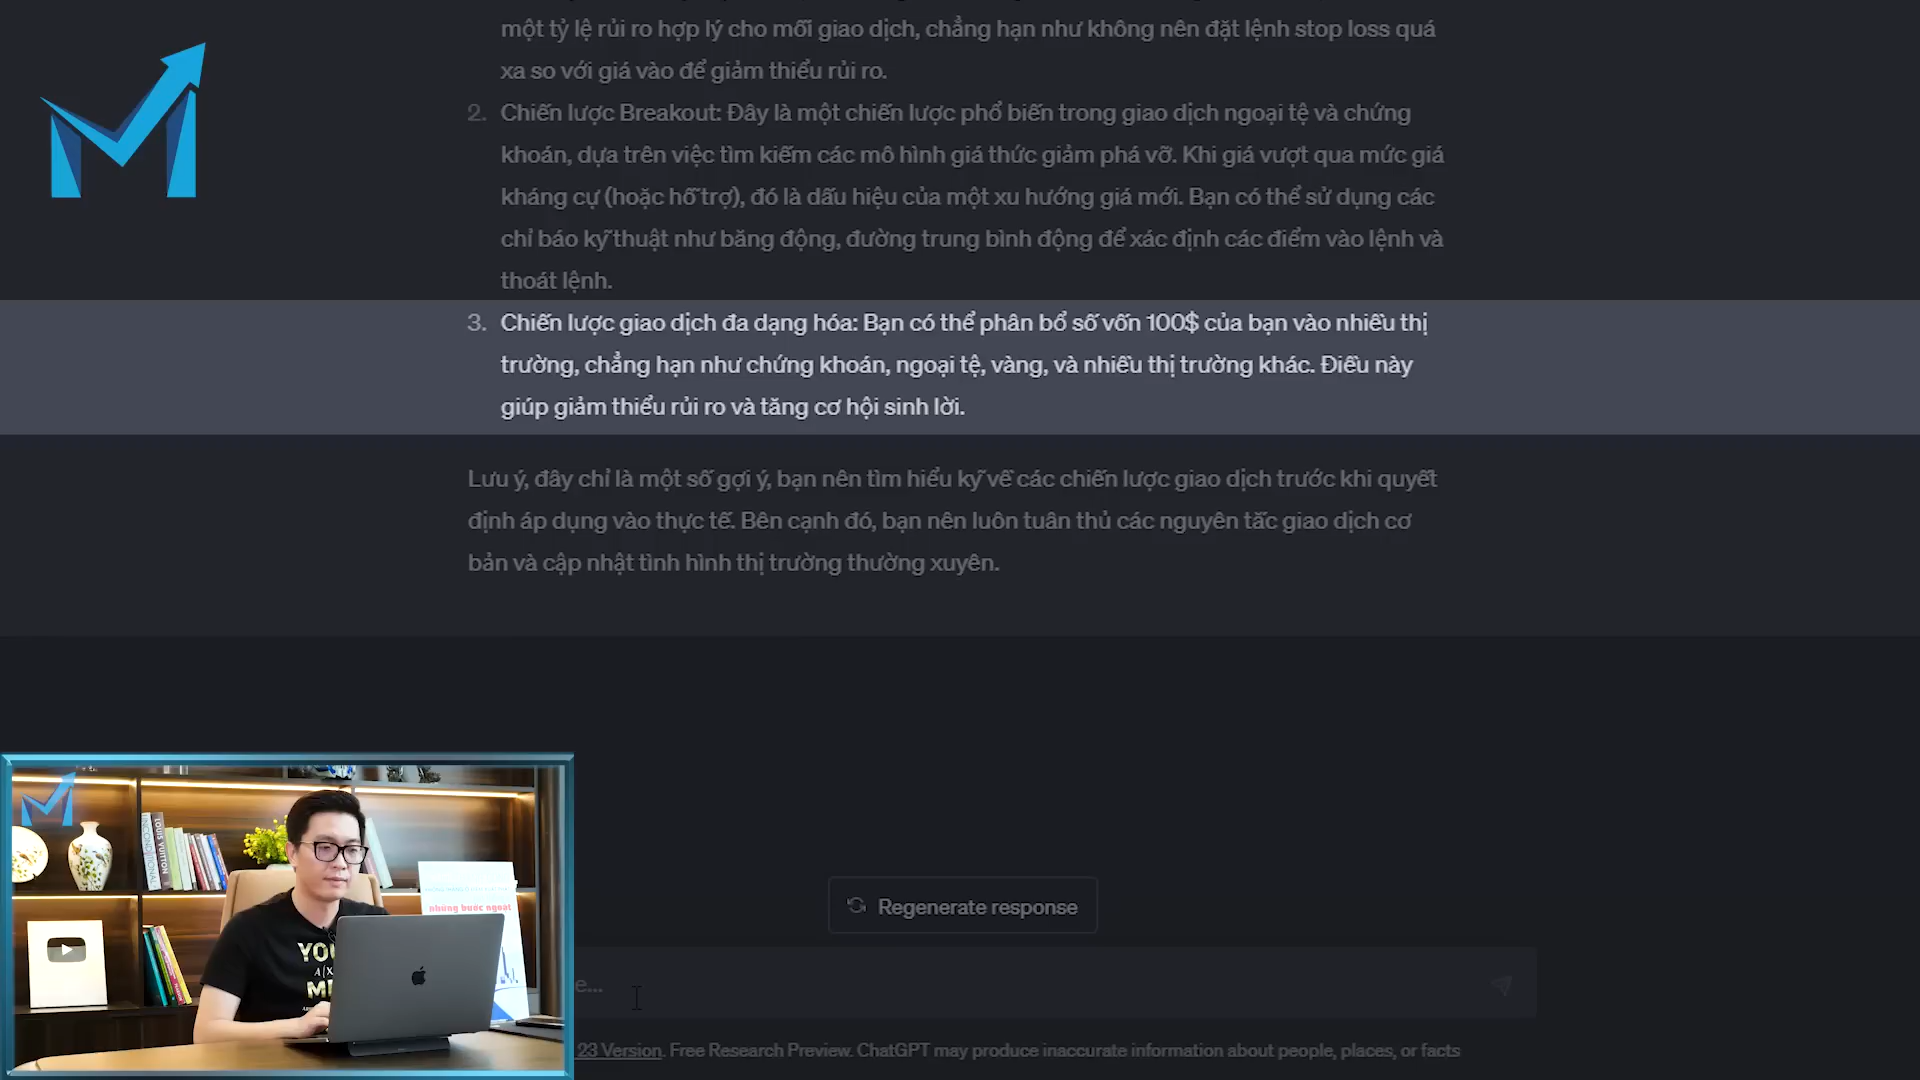 một tỷ lệ rủi ro hợp lý cho mỗi giao dịch, chẳng hạn như không nên đặt lệnh stop loss quá
xa so với giá vào để giảm thiểu rủi ro.
2. Chiến lược Breakout: Đây là một chiến lược phổ biến trong giao dịch ngoại tệ và chứng
khoán, dựa trên việc tìm kiếm các mô hình giá thức giảm phá vỡ. Khi giá vượt qua mức giá
kháng cự (hoặc hỗ trợ), đó là dấu hiệu của một xu hướng giá mới. Bạn có thể sử dụng các
chỉ báo kỹ thuật như băng động, đường trung bình động để xác định các điểm vào lệnh và
thoát lệnh.
3. Chiến lược giao dịch đa dạng hóa: Bạn có thể phân bổ số vốn 100$ của bạn vào nhiều thị
trường, chẳng hạn như chứng khoán, ngoại tệ, vàng, và nhiều thị trường khác. Điều này
giúp giảm thiểu rủi ro và tăng cơ hội sinh lời.
Lưu ý, đây chỉ là một số gợi ý, bạn nên tìm hiểu kỹ về các chiến lược giao dịch trước khi quyết
định áp dụng vào thực tế. Bên cạnh đó, bạn nên luôn tuân thủ các nguyên tắc giao dịch cơ
bản và cập nhật tình hình thị trường thường xuyên.
Regenerate response
e...
23 Version. Free Research Preview. ChatGPT may produce inaccurate information about people, places, or facts
LOUIS VUITTON
những bước ngoặt